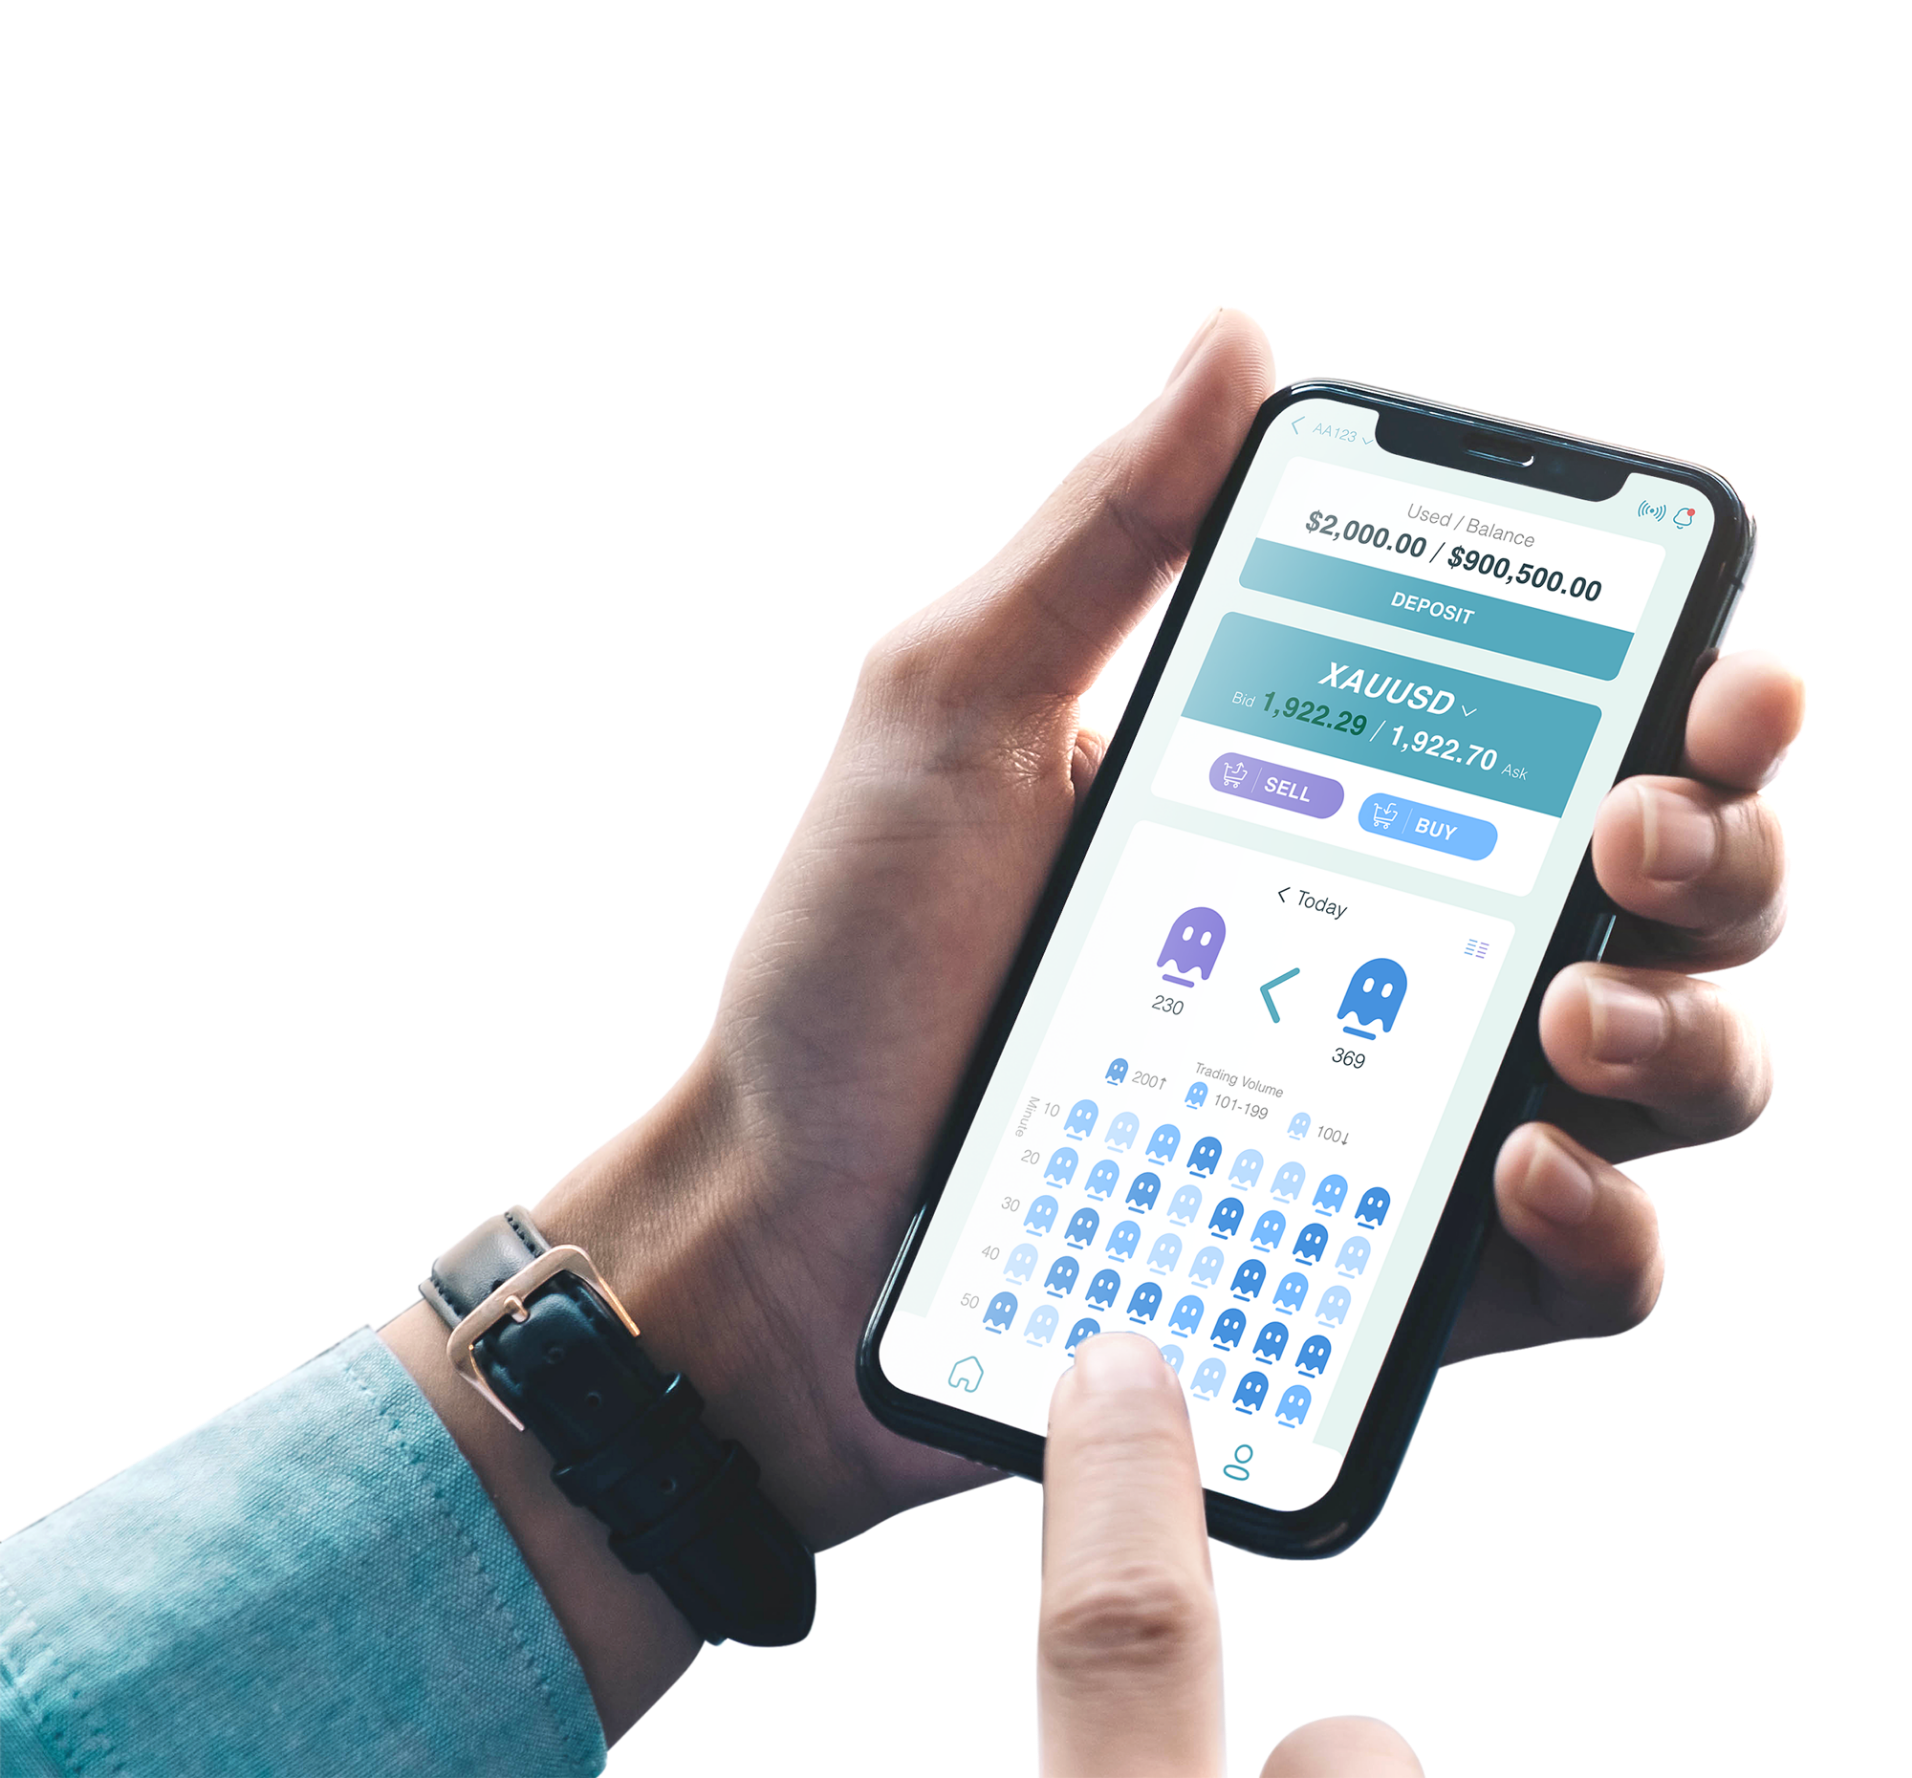 AA123
Used / Balance
$2,000.00 / $900,500.00
DEPOSIT
XAUUSD
Bid 1,922.29 / 1,922.70 Ask
SELL
BUY
Today
230
369
Trading Volume
200↑
101-199
100↓
Minute
10
20
30
40
50